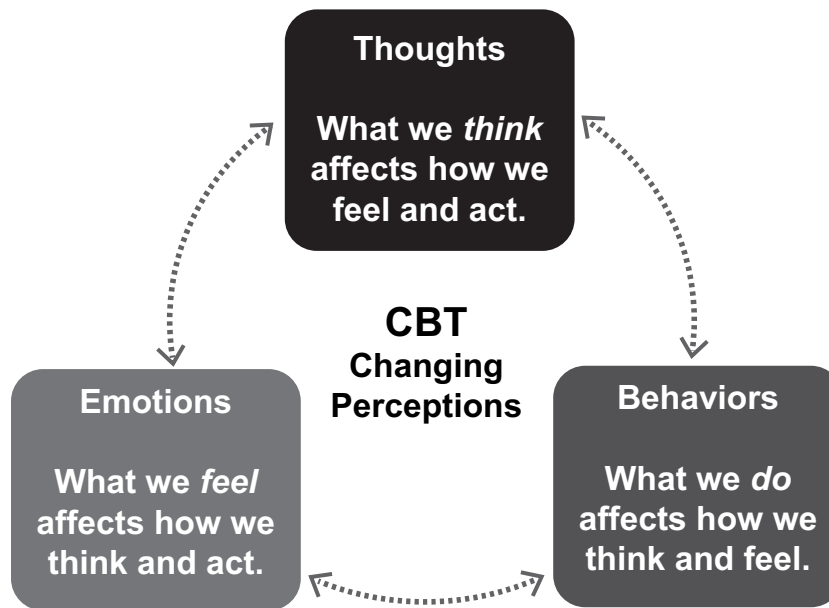 Thoughts
What we think
affects how we
feel and act.
CBT
Changing
Perceptions
Emotions
What we feel
affects how we
think and act.
Behaviors
What we do
affects how we
think and feel.